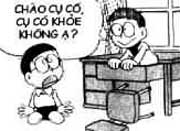 CHÀO CỤ CỐ,
CỤ CÓ KHỎE
KHÔNG Ạ?